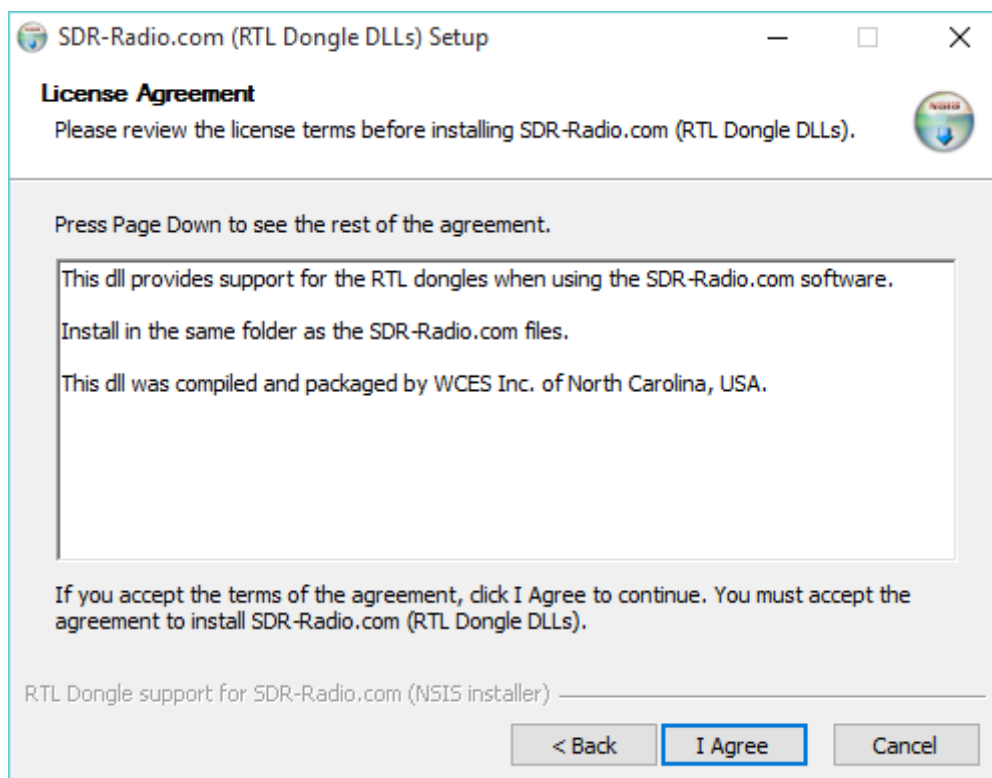 SDR-Radio.com (RTL Dongle DLLs) Setup
License Agreement
Please review the license terms before installing SDR-Radio.com (RTL Dongle DLLs).
NSIS
Press Page Down to see the rest of the agreement.
This dll provides support for the RTL dongles when using the SDR-Radio.com software.
Install in the same folder as the SDR-Radio.com files.
This dll was compiled and packaged by WCES Inc. of North Carolina, USA.
If you accept the terms of the agreement, click I Agree to continue. You must accept the
agreement to install SDR-Radio.com (RTL Dongle DLLs).
RTL Dongle support for SDR-Radio.com (NSIS installer)
< Back
I Agree
Cancel